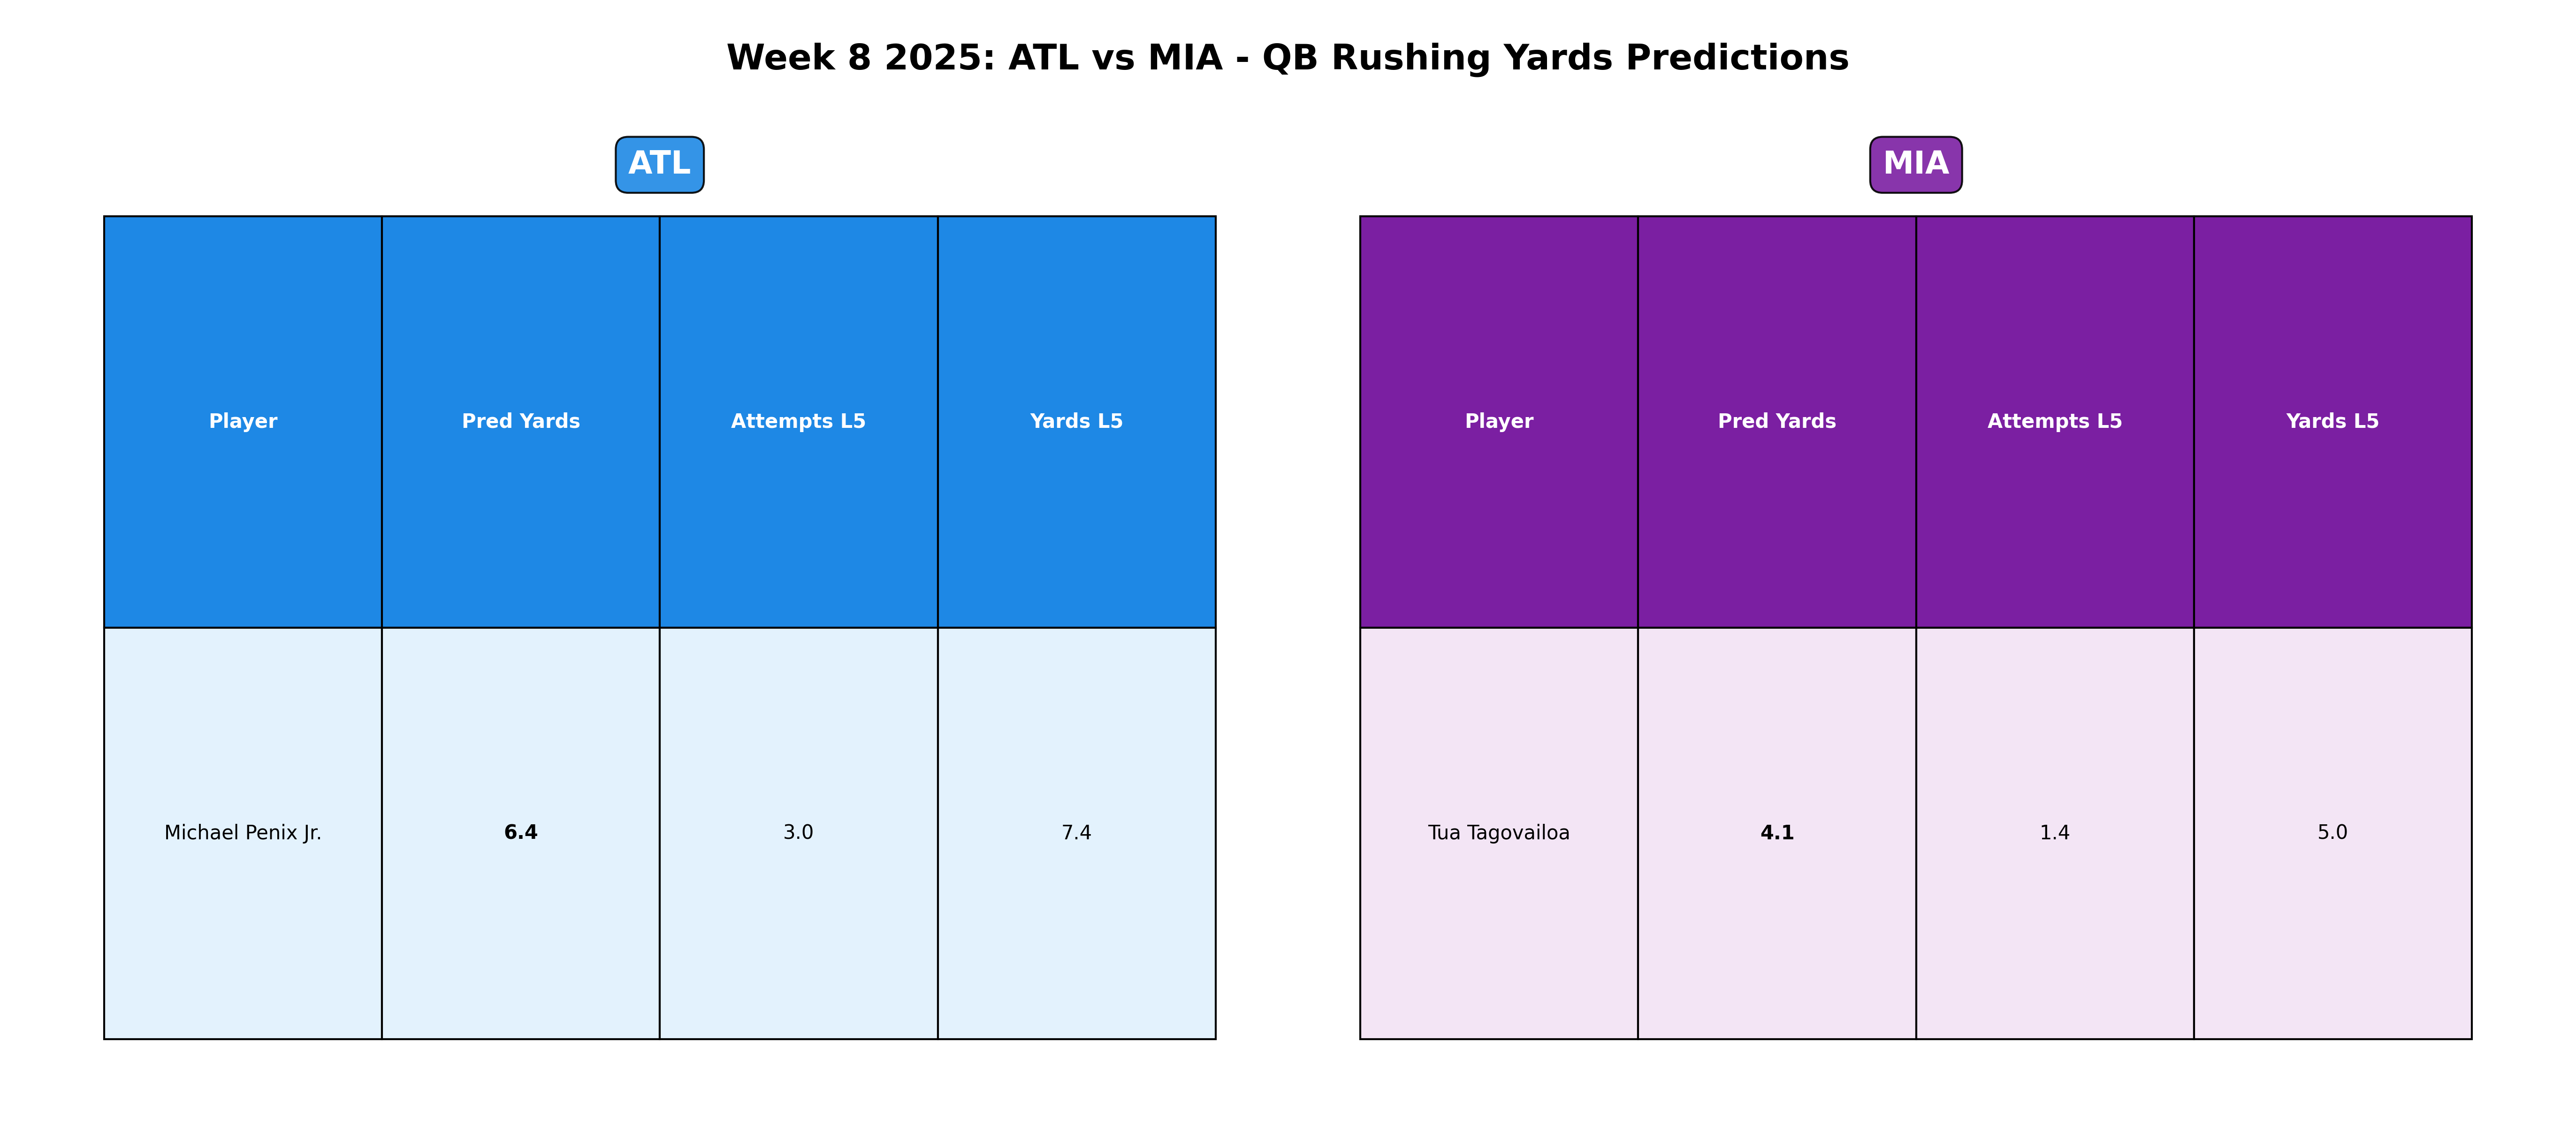 Week 8 2025: ATL vs MIA - QB Rushing Yards Predictions
ATL
Player Pred Yards Attempts L5 Yards L5
Michael Penix Jr. 6.4 3.0 7.4
MIA
Player Pred Yards Attempts L5 Yards L5
Tua Tagovailoa 4.1 1.4 5.0